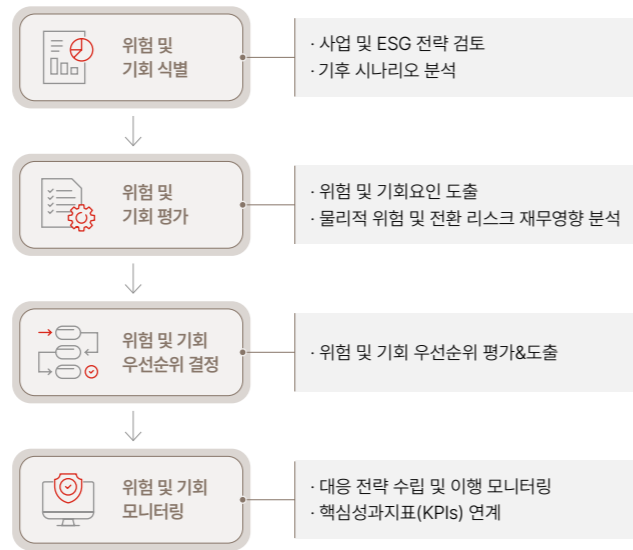 위험 및
기회 식별
· 사업 및 ESG 전략 검토
· 기후 시나리오 분석
위험 및
기회 평가
· 위험 및 기회요인 도출
· 물리적 위험 및 전환 리스크 재무영향 분석
위험 및 기회
우선순위 결정
· 위험 및 기회 우선순위 평가&도출
위험 및 기회
모니터링
· 대응 전략 수립 및 이행 모니터링
· 핵심성과지표(KPIs) 연계